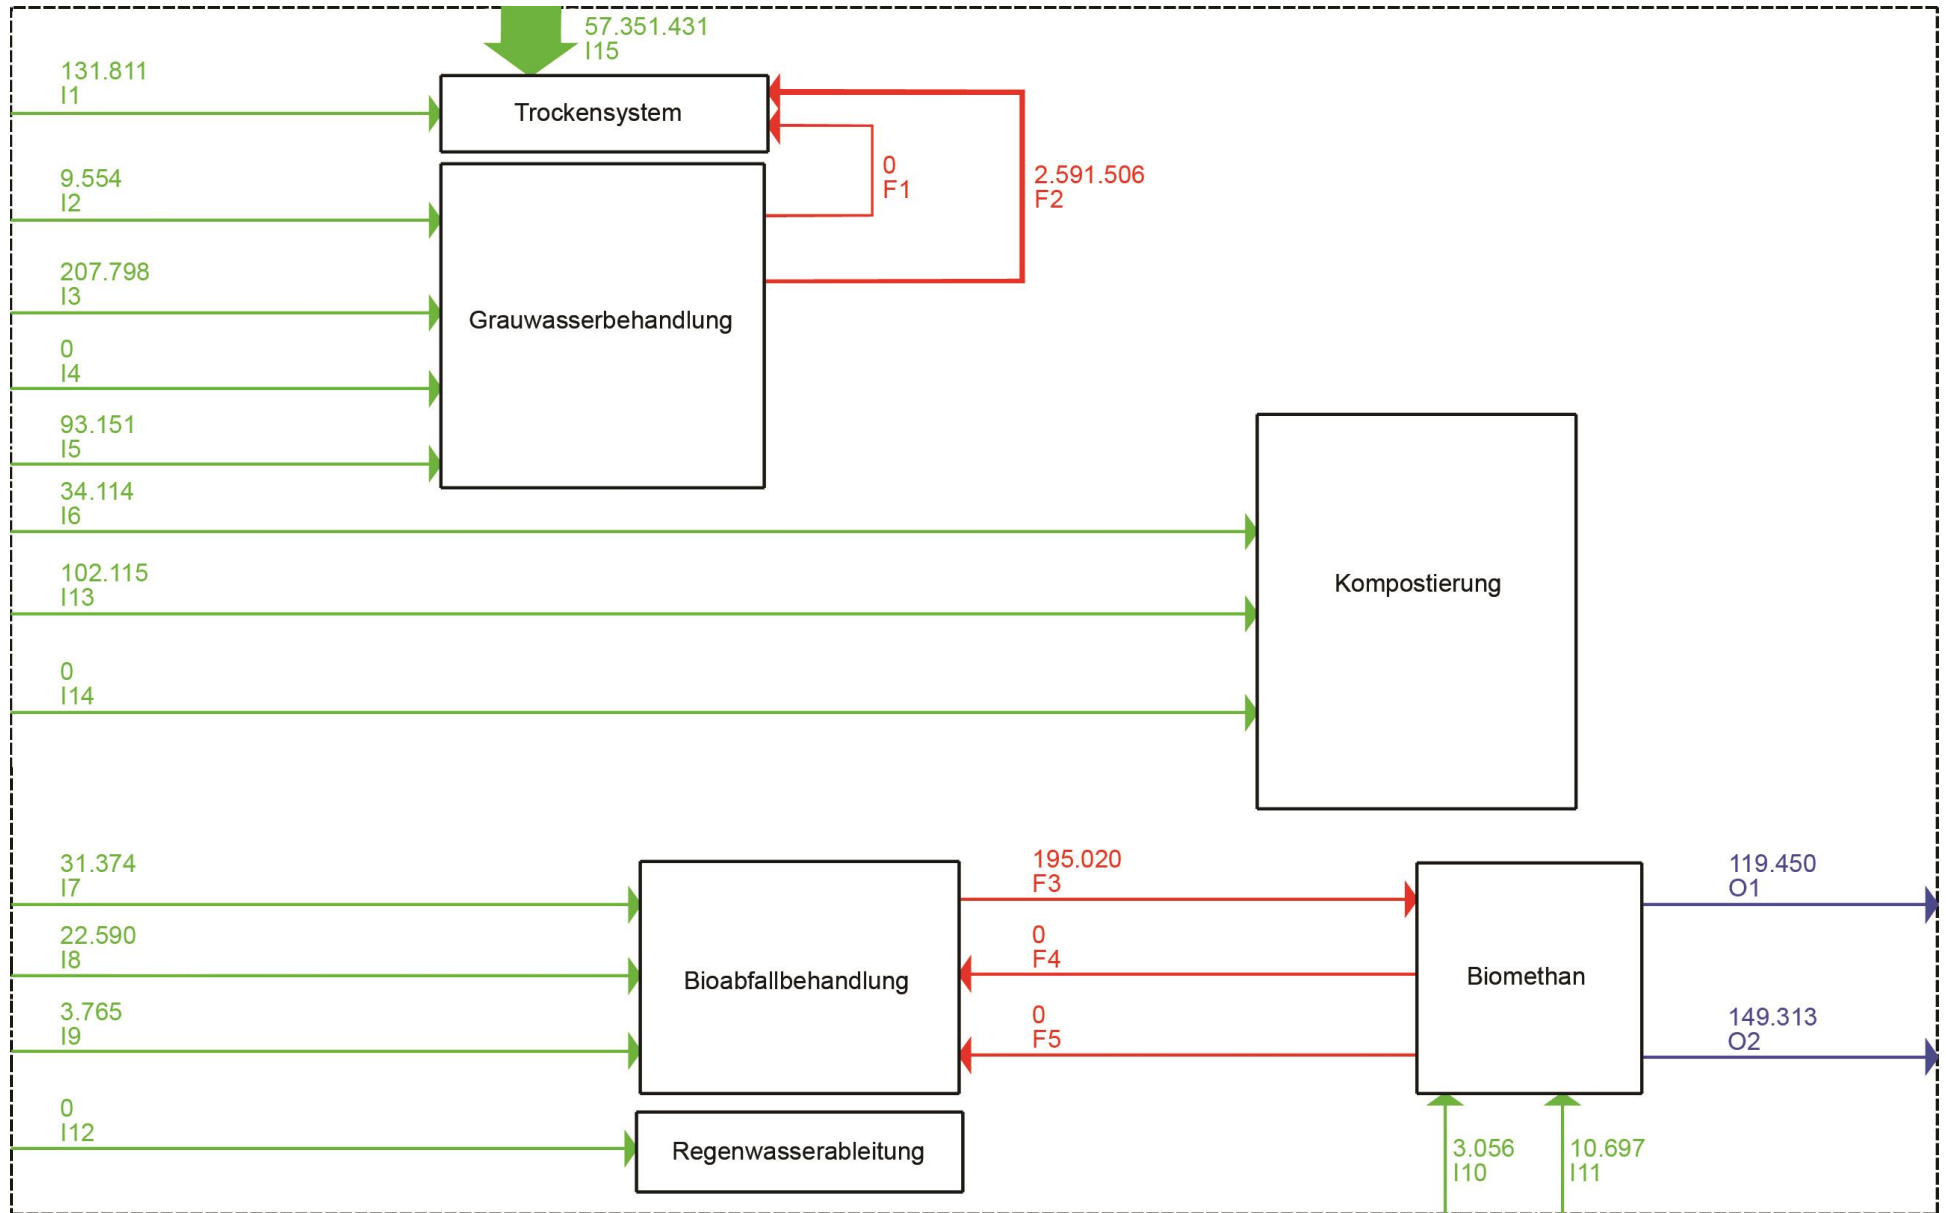 57.351.431
I15
131.811
I1
Trockensystem
9.554
I2
0
F1
2.591.506
F2
207.798
I3
Grauwasserbehandlung
0
I4
93.151
I5
34.114
I6
102.115
I13
Kompostierung
0
I14
31.374
I7
195.020
F3
119.450
O1
22.590
I8
0
F4
Bioabfallbehandlung
Biomethan
3.765
I9
0
F5
149.313
O2
0
I12
Regenwasserableitung
3.056
I10
10.697
I11